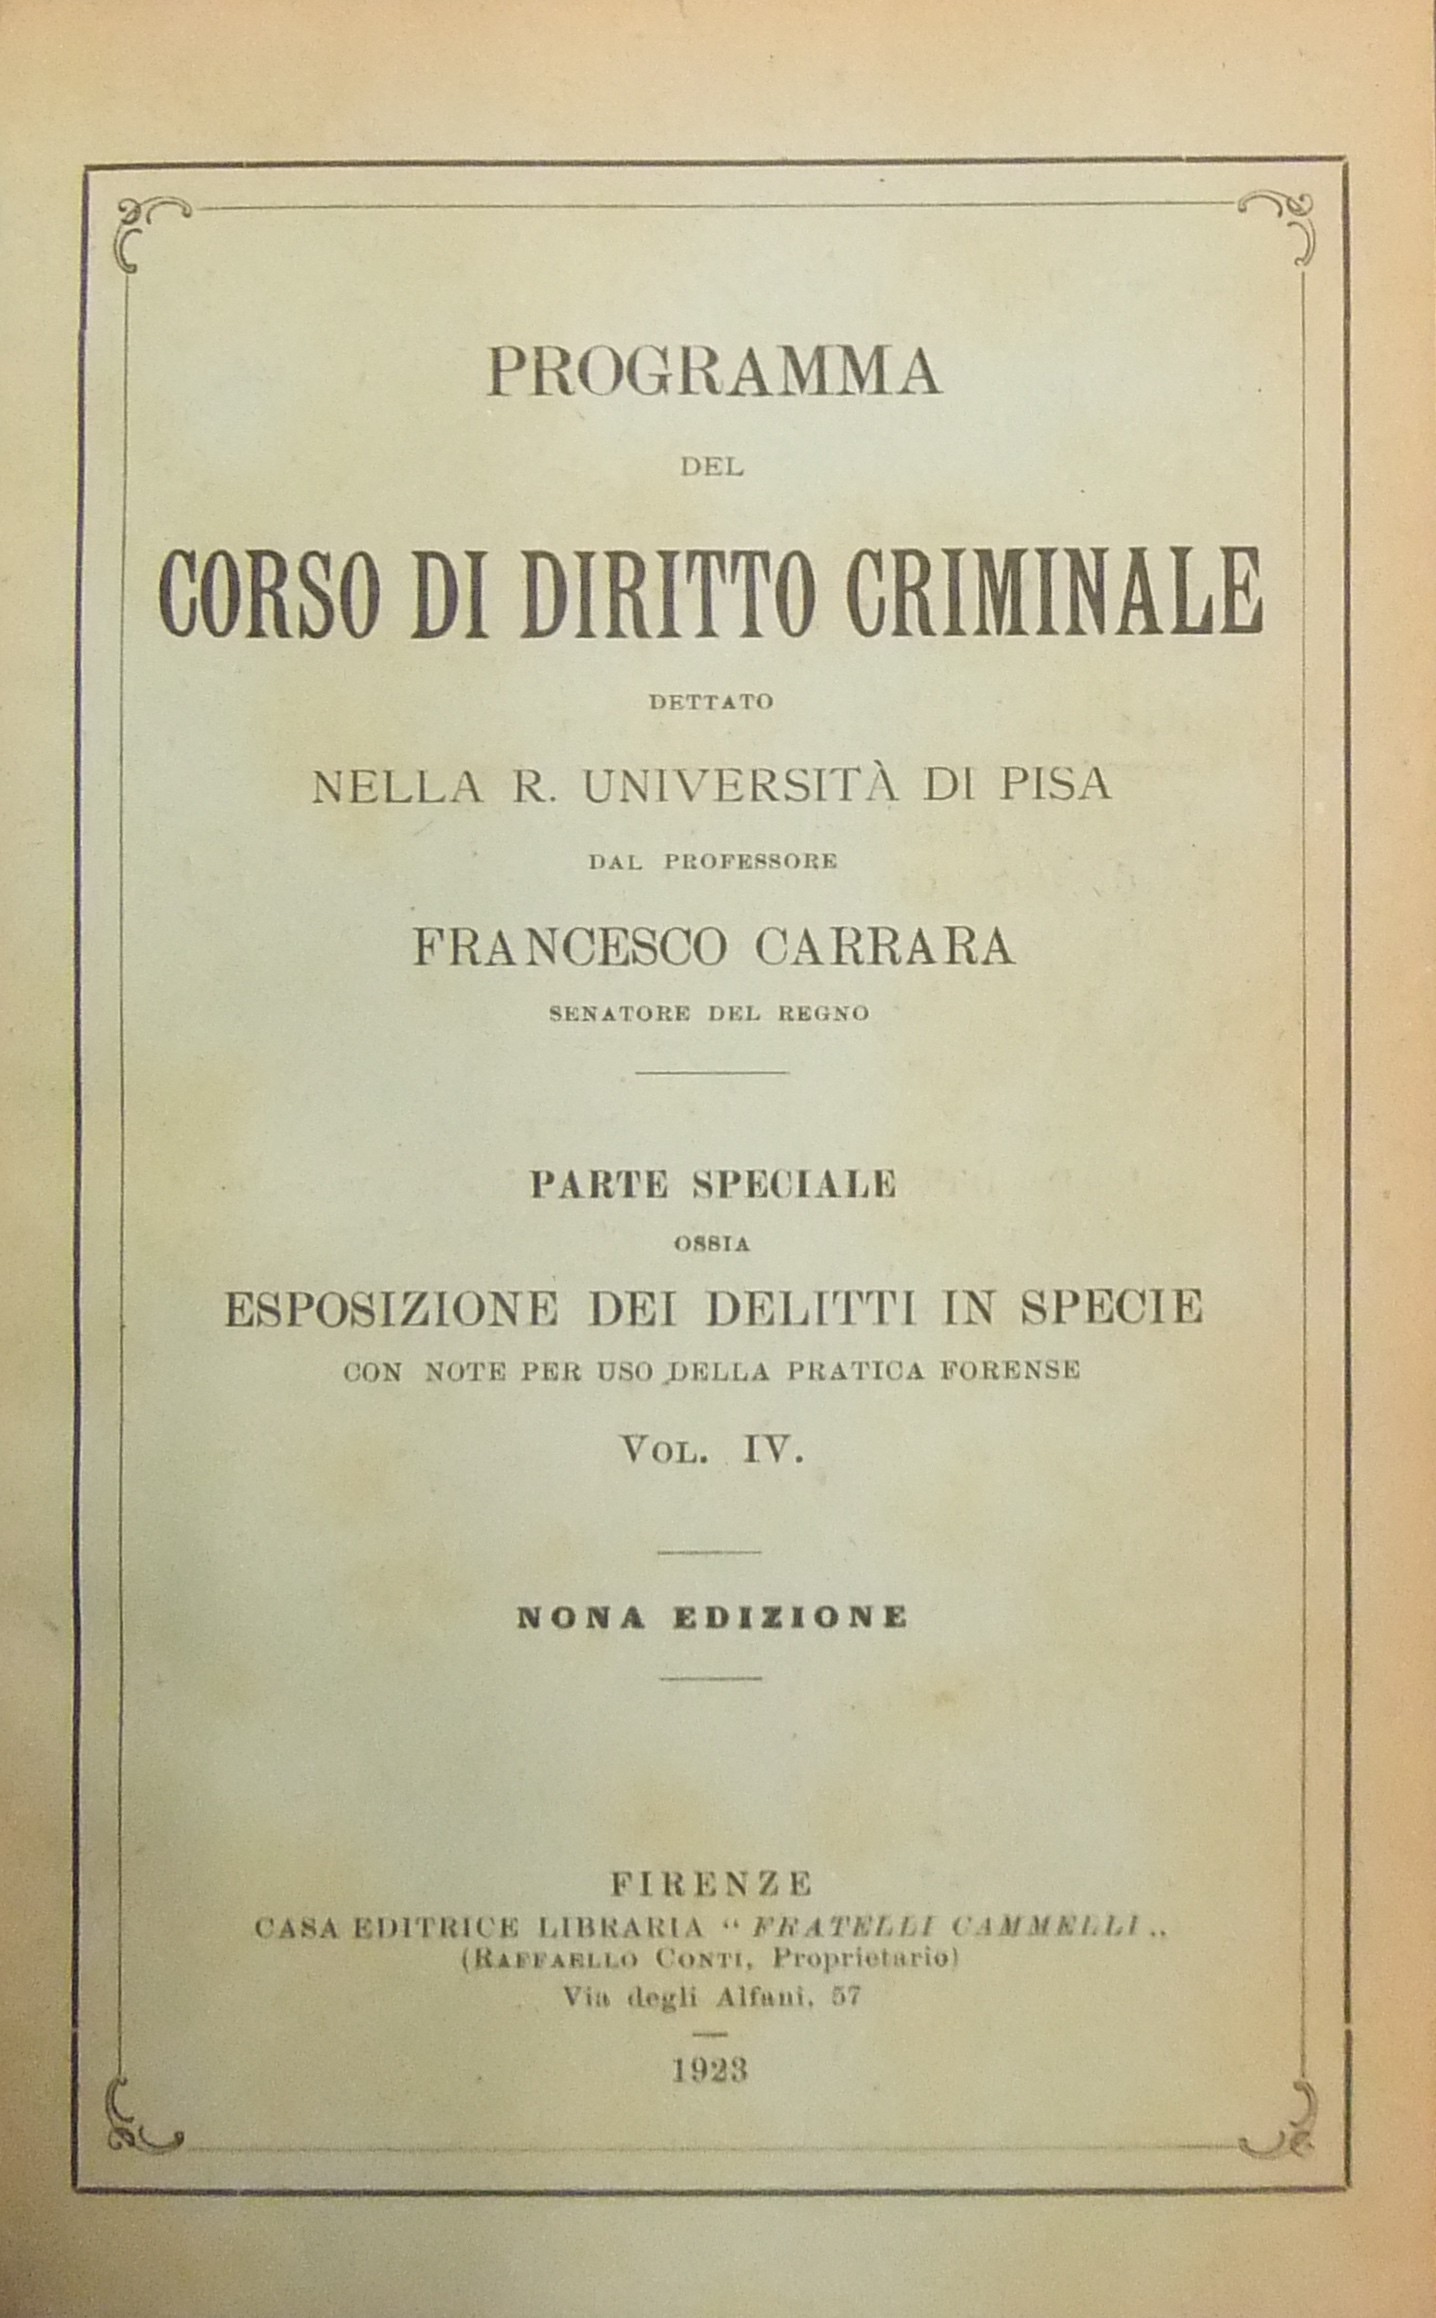 PROGRAMMA
DEL
CORSO DI DIRITTO CRIMINALE
DETTATO
NELLA R. UNIVERSITÀ DI PISA
DAL PROFESSORE
FRANCESCO CARRARA
SENATORE DEL REGNO
PARTE SPECIALE
OSSIA
ESPOSIZIONE DEI DELITTI IN SPECIE
CON NOTE PER USO DELLA PRATICA FORENSE
VOL. IV.
NONA EDIZIONE
FIRENZE
CASA EDITRICE LIBRARIA “ FRATELLI CAMMELLI „
(RAFFAELLO CONTI, Proprietario)
Via degli Alfani, 57
1923